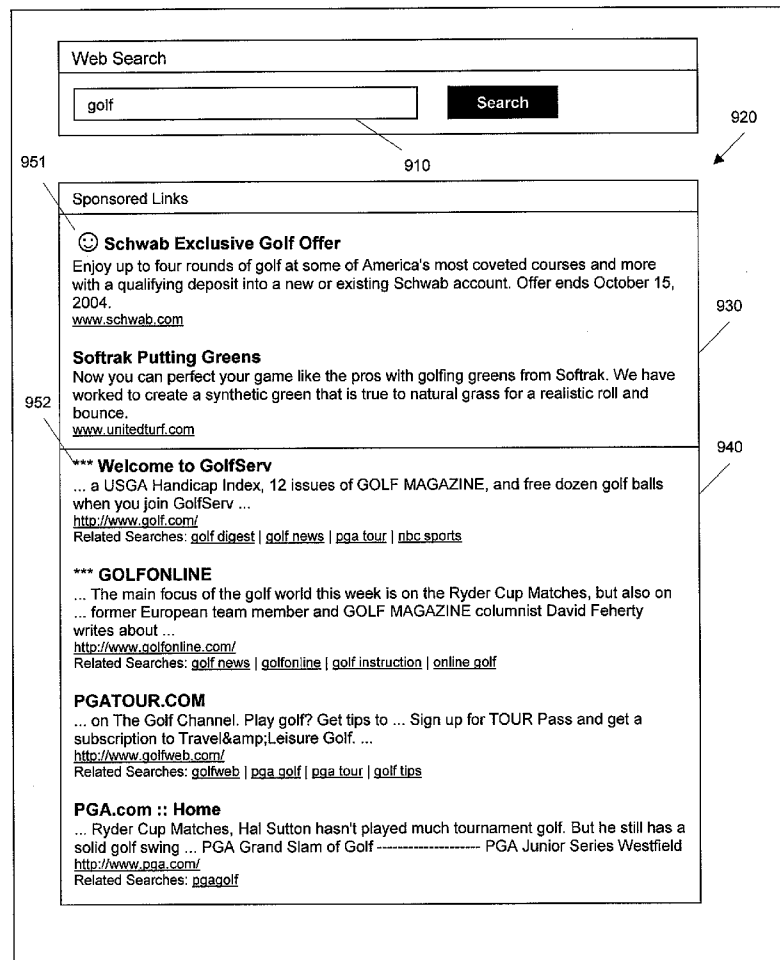 Web Search
golf
Search
920
910
951
Sponsored Links
☺ Schwab Exclusive Golf Offer
Enjoy up to four rounds of golf at some of America's most coveted courses and more
with a qualifying deposit into a new or existing Schwab account. Offer ends October 15,
2004.
www.schwab.com
930
Softrak Putting Greens
Now you can perfect your game like the pros with golfing greens from Softrak. We have
worked to create a synthetic green that is true to natural grass for a realistic roll and
bounce.
www.unitedturf.com
952
940
*** Welcome to GolfServ
... a USGA Handicap Index, 12 issues of GOLF MAGAZINE, and free dozen golf balls
when you join GolfServ ...
http://www.golf.com/
Related Searches: golf digest | golf news | pga tour | nbc sports
*** GOLFONLINE
... The main focus of the golf world this week is on the Ryder Cup Matches, but also on
... former European team member and GOLF MAGAZINE columnist David Feherty
writes about ...
http://www.golfonline.com/
Related Searches: golf news | golfonline | golf instruction | online golf
PGATOUR.COM
... on The Golf Channel. Play golf? Get tips to ... Sign up for TOUR Pass and get a
subscription to Travel&amp;Leisure Golf. ...
http://www.golfweb.com/
Related Searches: golfweb | pga golf | pga tour | golf tips
PGA.com :: Home
... Ryder Cup Matches, Hal Sutton hasn't played much tournament golf. But he still has a
solid golf swing ... PGA Grand Slam of Golf -------------------- PGA Junior Series Westfield
http://www.pga.com/
Related Searches: pgagolf